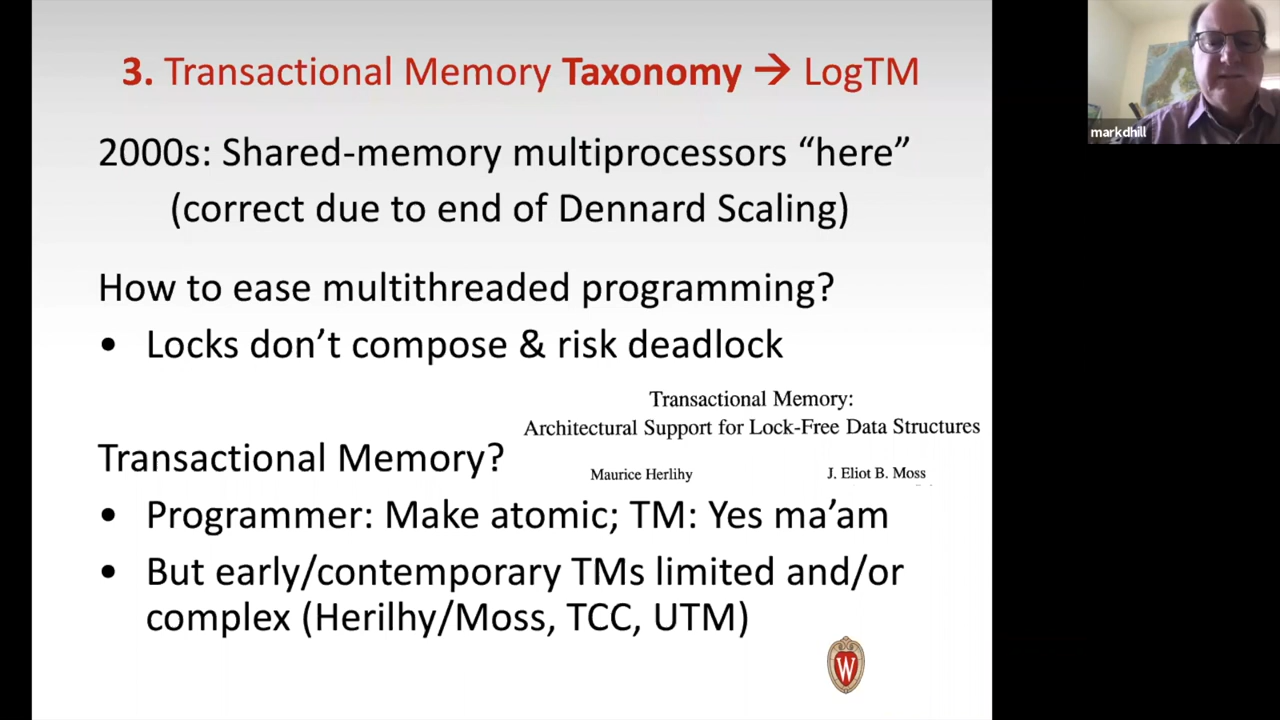 3. Transactional Memory Taxonomy → LogTM
markdhill
2000s: Shared-memory multiprocessors “here”
(correct due to end of Dennard Scaling)
How to ease multithreaded programming?
• Locks don’t compose & risk deadlock
Transactional Memory:
Architectural Support for Lock-Free Data Structures
Maurice Herlihy J. Eliot B. Moss
Transactional Memory?
• Programmer: Make atomic; TM: Yes ma’am
• But early/contemporary TMs limited and/or
complex (Herilhy/Moss, TCC, UTM)
W